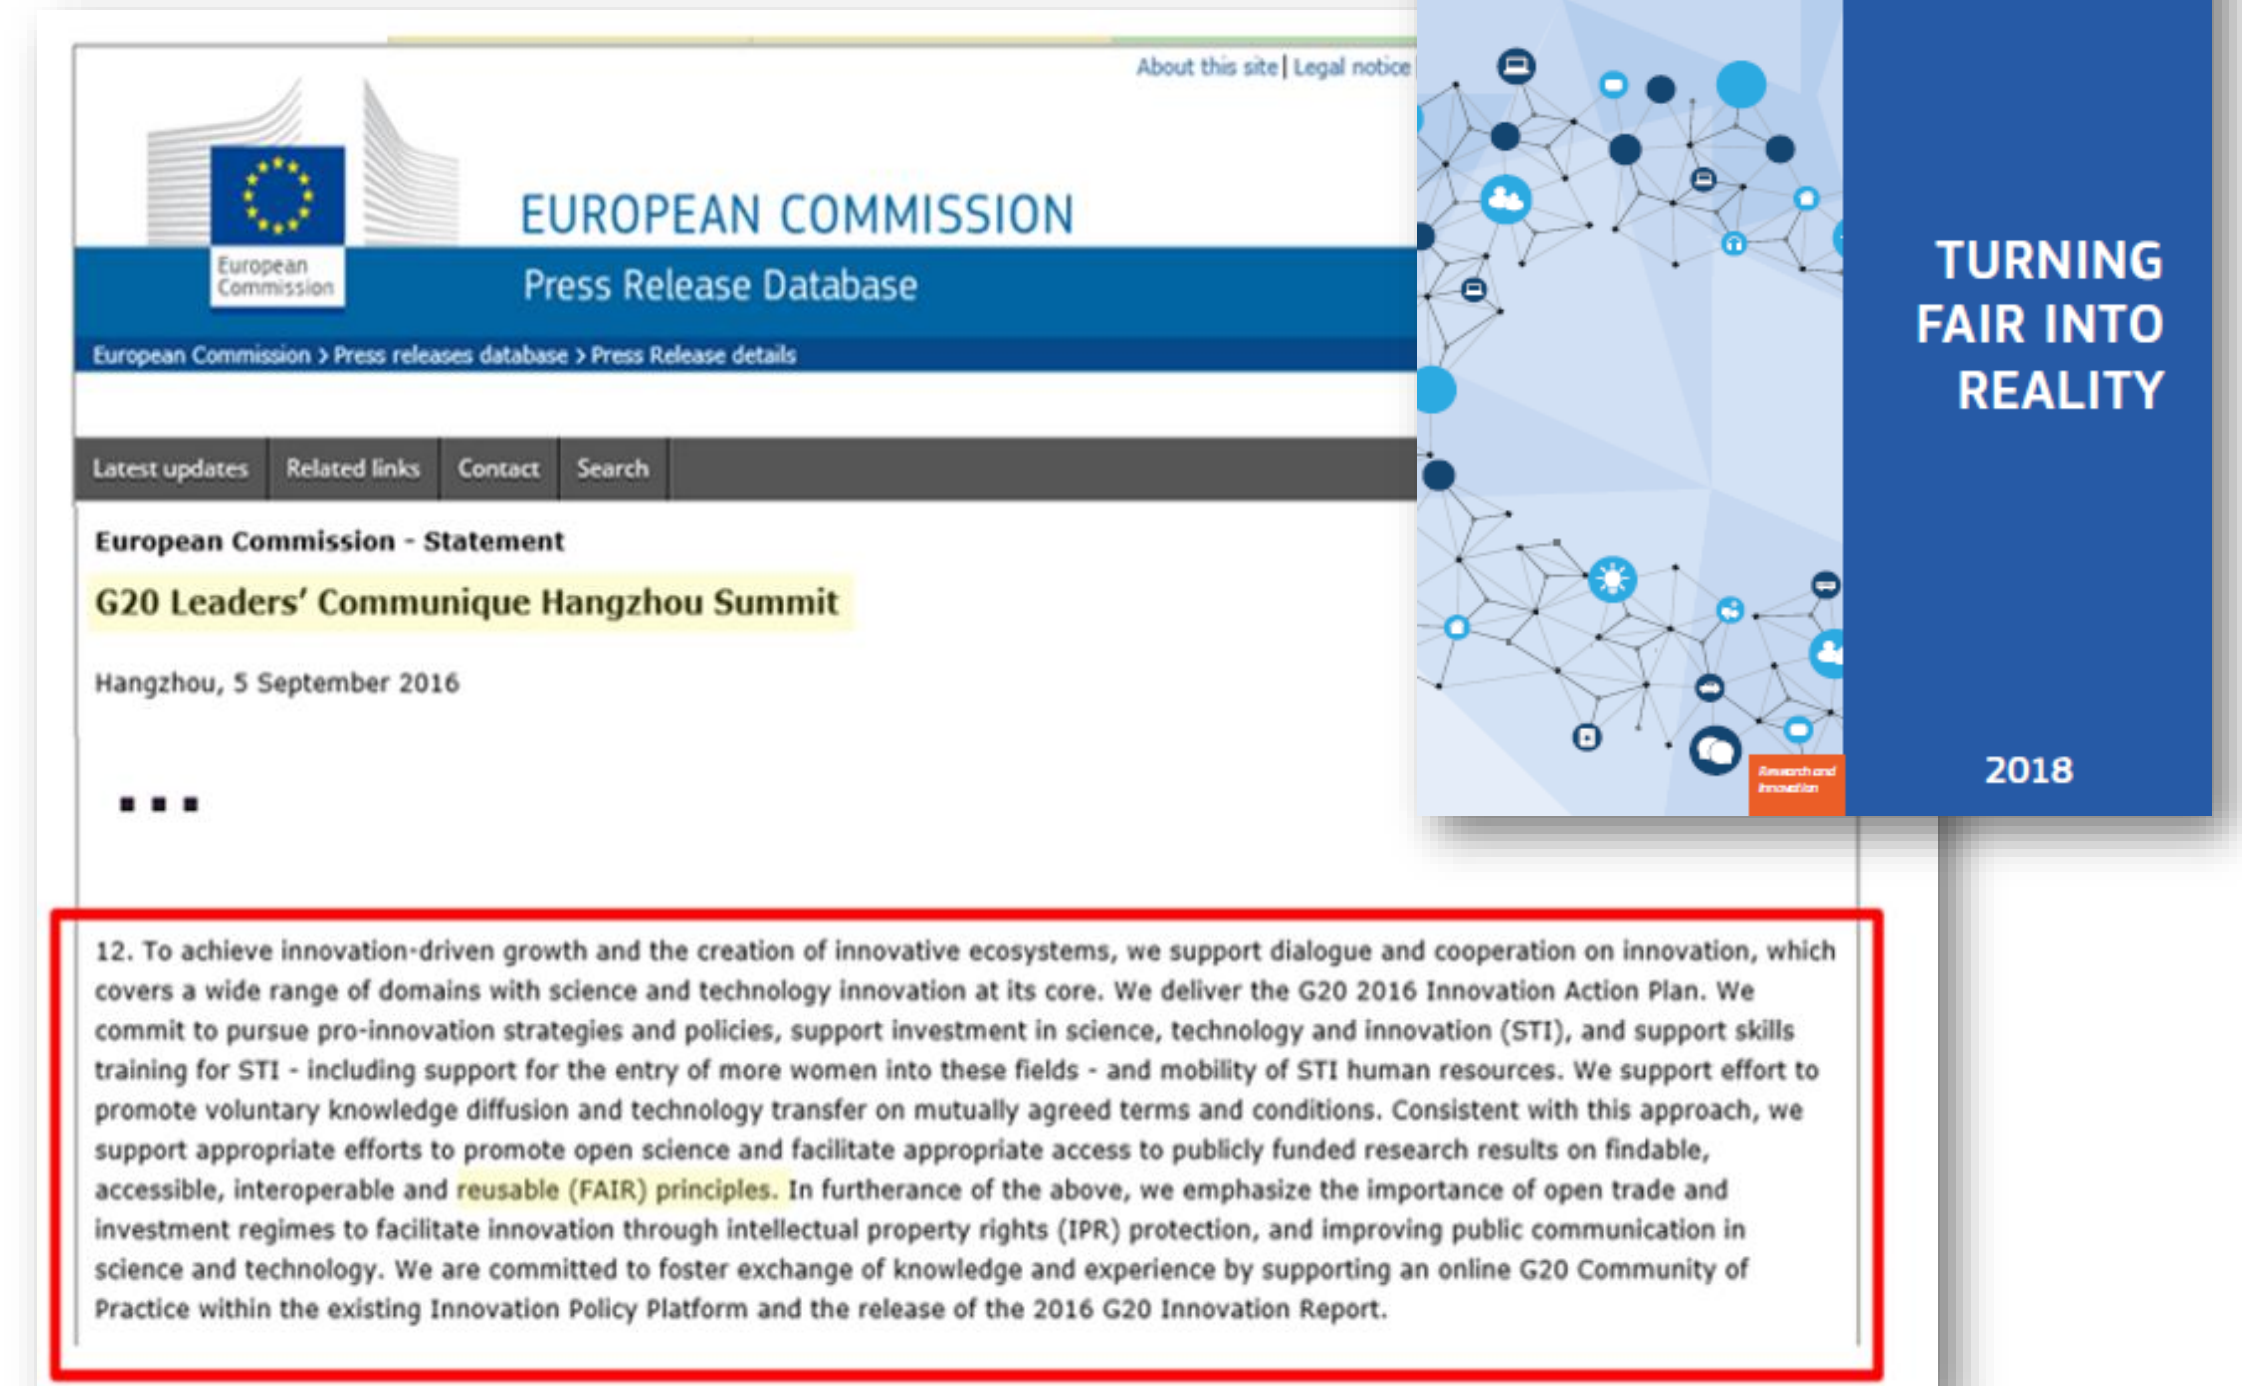 About this site | Legal notice
European
Commission
EUROPEAN COMMISSION
Press Release Database
European Commission > Press releases database > Press Release details
Latest updates Related links Contact Search
European Commission - Statement
G20 Leaders’ Communique Hangzhou Summit
Hangzhou, 5 September 2016
...
12. To achieve innovation-driven growth and the creation of innovative ecosystems, we support dialogue and cooperation on innovation, which
covers a wide range of domains with science and technology innovation at its core. We deliver the G20 2016 Innovation Action Plan. We
commit to pursue pro-innovation strategies and policies, support investment in science, technology and innovation (STI), and support skills
training for STI - including support for the entry of more women into these fields - and mobility of STI human resources. We support effort to
promote voluntary knowledge diffusion and technology transfer on mutually agreed terms and conditions. Consistent with this approach, we
support appropriate efforts to promote open science and facilitate appropriate access to publicly funded research results on findable,
accessible, interoperable and reusable (FAIR) principles. In furtherance of the above, we emphasize the importance of open trade and
investment regimes to facilitate innovation through intellectual property rights (IPR) protection, and improving public communication in
science and technology. We are committed to foster exchange of knowledge and experience by supporting an online G20 Community of
Practice within the existing Innovation Policy Platform and the release of the 2016 G20 Innovation Report.
TURNING
FAIR INTO
REALITY
2018
Research and
Innovation